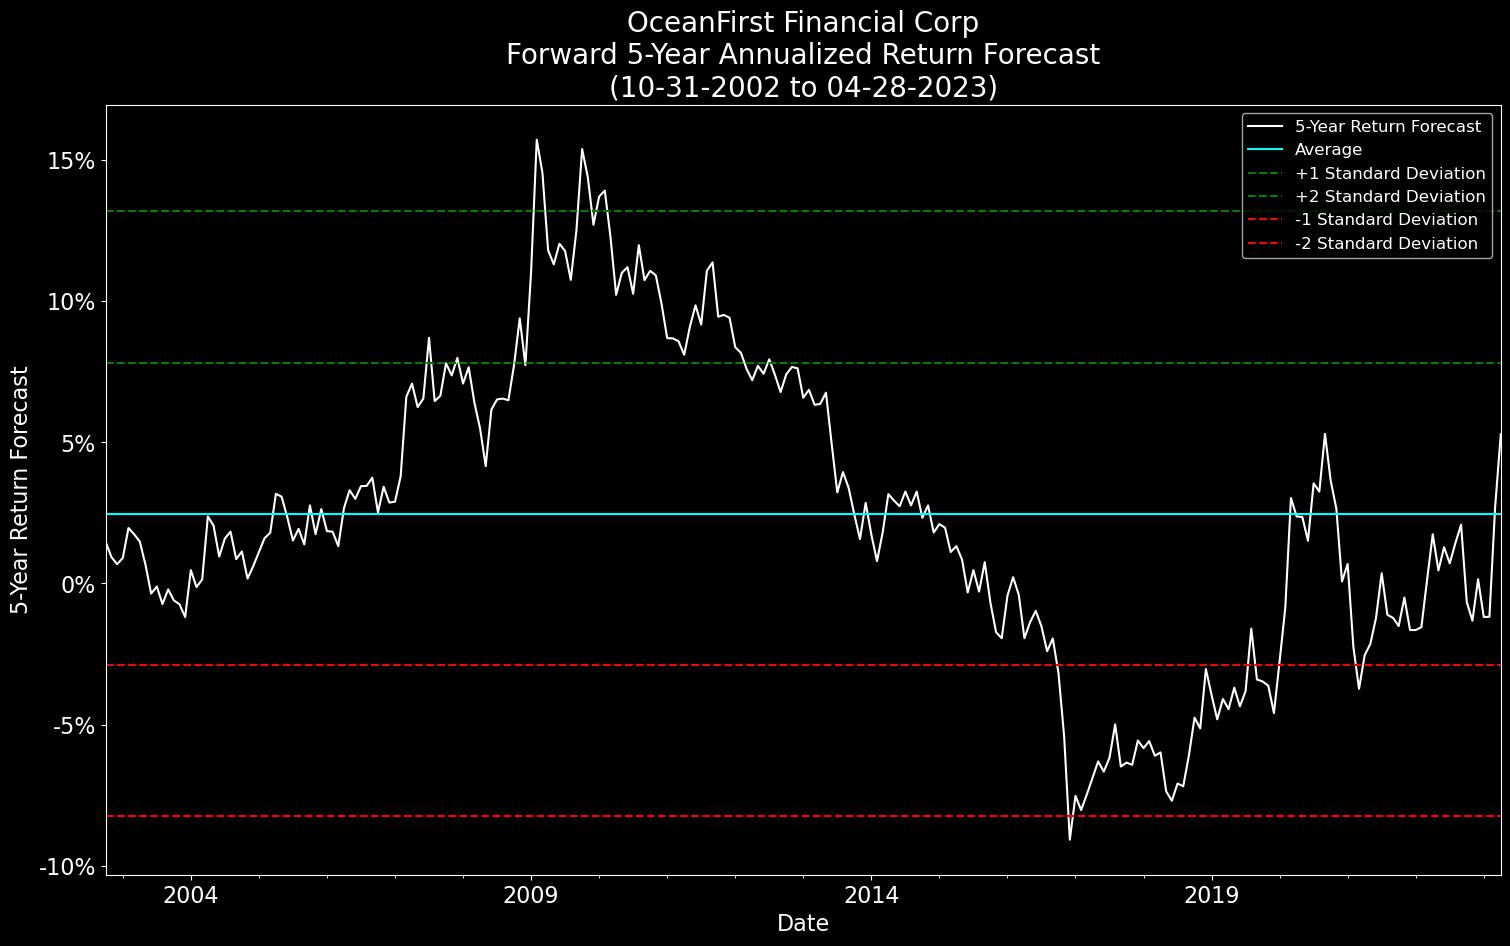 OceanFirst Financial Corp
Forward 5-Year Annualized Return Forecast
(10-31-2002 to 04-28-2023)
5-Year Return Forecast
Average
+1 Standard Deviation
+2 Standard Deviation
-1 Standard Deviation
-2 Standard Deviation
15%
10%
5%
0%
-5%
-10%
5-Year Return Forecast
2004
2009
2014
2019
Date